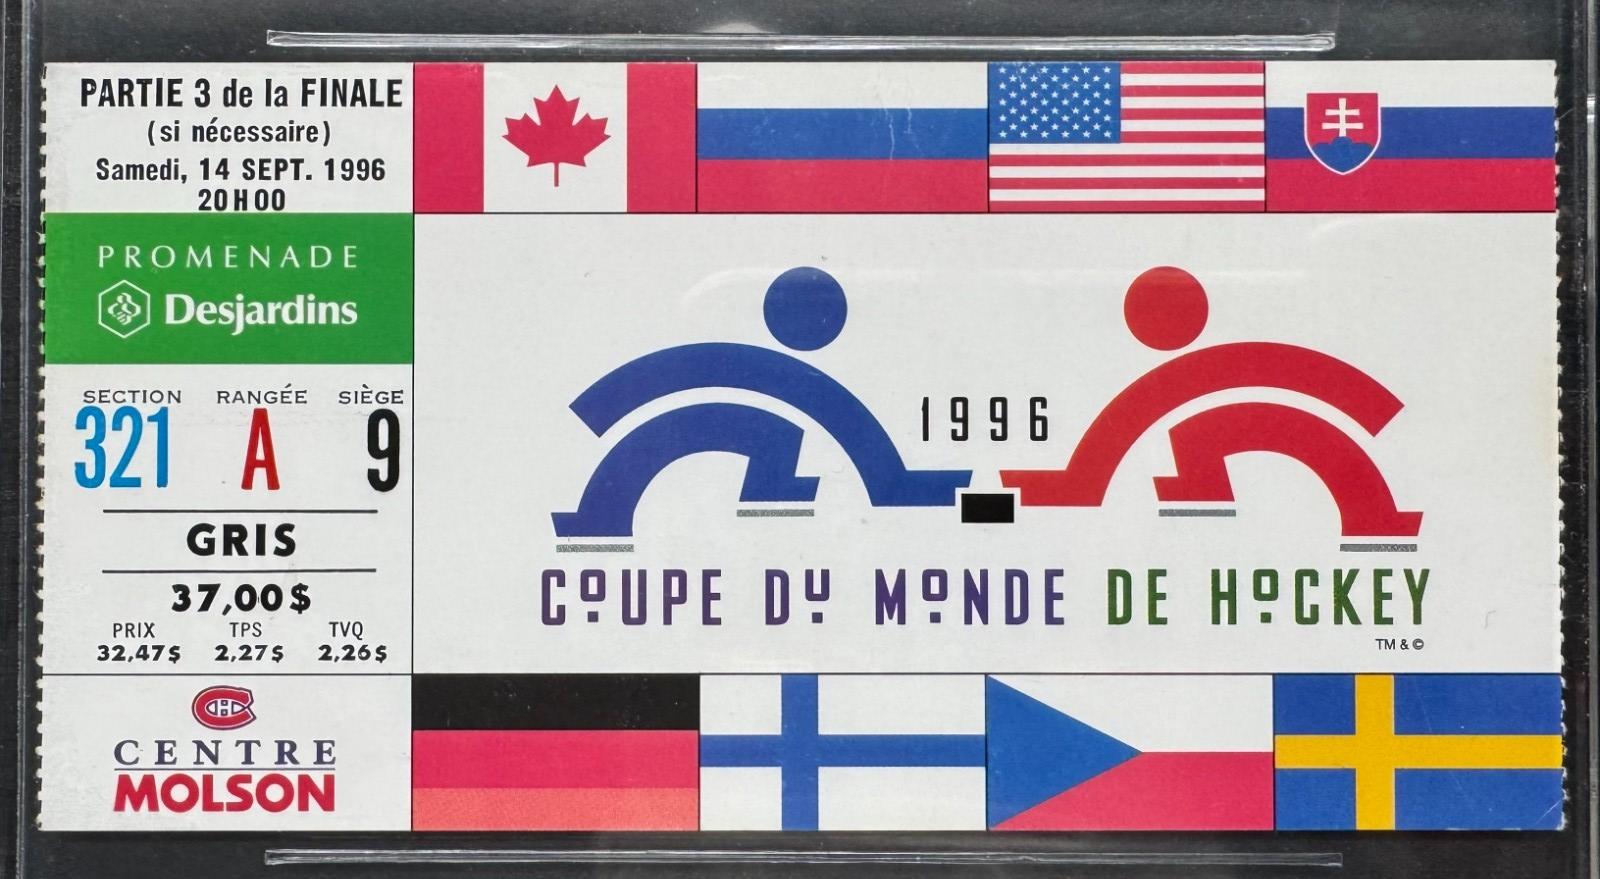 PARTIE 3 de la FINALE
(si nécessaire)
Samedi, 14 SEPT. 1996
20H00
PROMENADE
Desjardins
SECTION RANGÉE SIÈGE
321 A 9
GRIS
37,00$
PRIX TPS TVQ
32,47$ 2,27$ 2,26$
CH
CENTRE
MOLSON
1996
COUPE DU MONDE DE HOCKEY
TM & ©